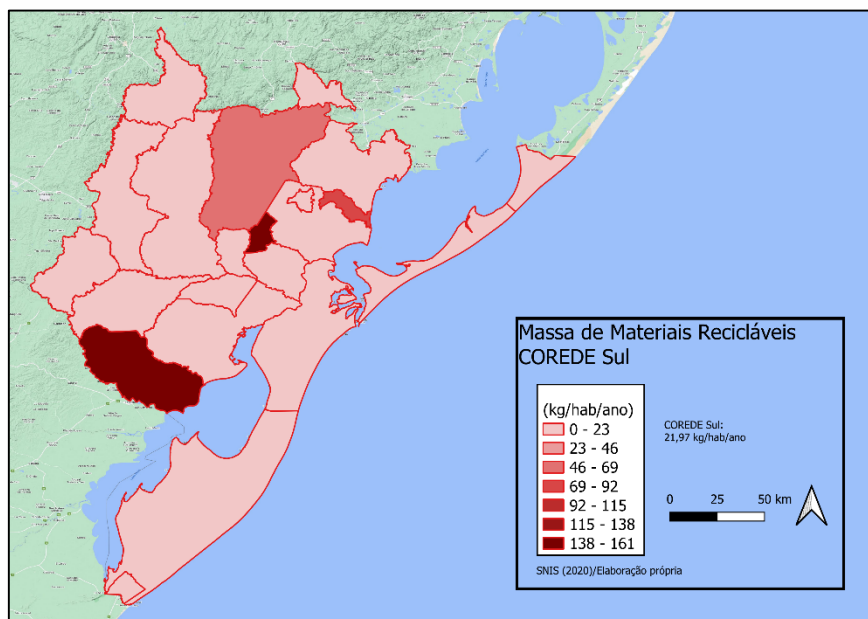 Massa de Materiais Recicláveis
COREDE Sul
(kg/hab/ano)
0 - 23
23 - 46
46 - 69
69 - 92
92 - 115
115 - 138
138 - 161
COREDE Sul:
21,97 kg/hab/ano
0 25 50 km
SNIS (2020)/Elaboração própria